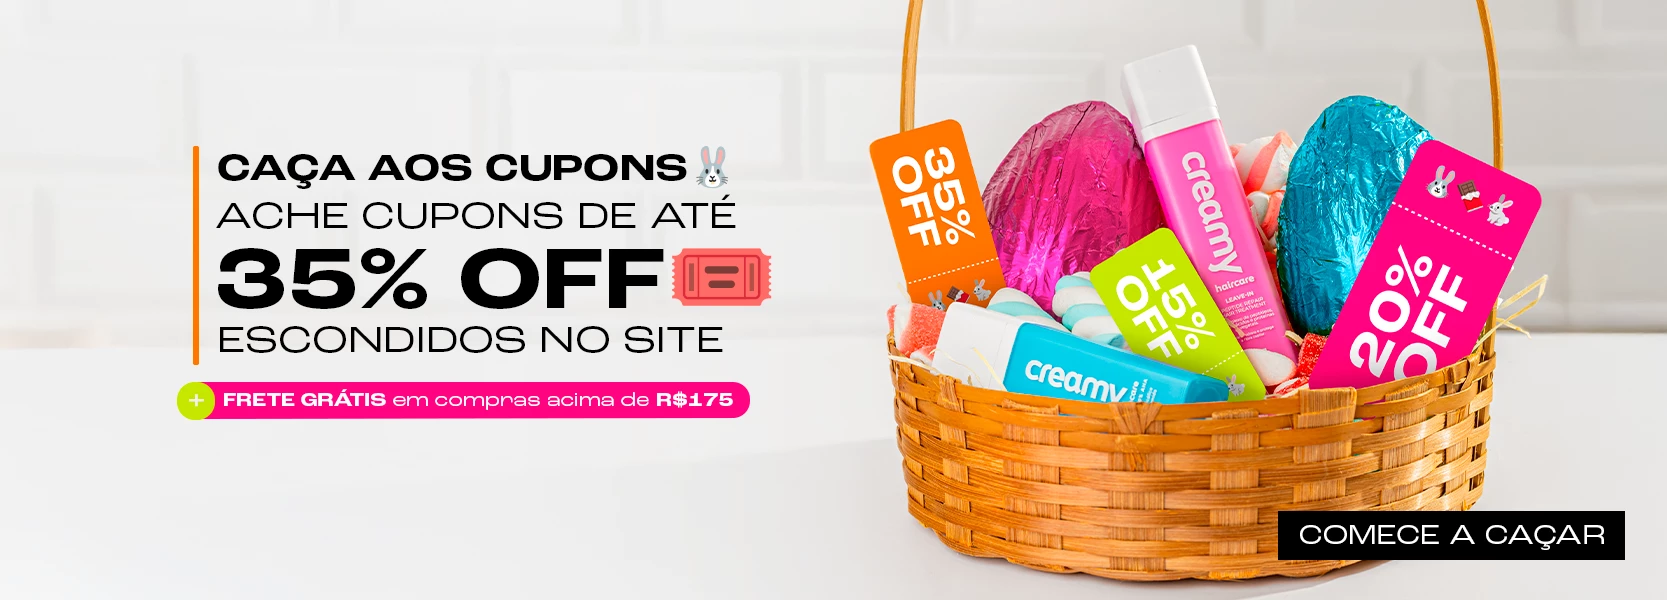 CAÇA AOS CUPONS
ACHE CUPONS DE ATÉ
35% OFF
ESCONDIDOS NO SITE
+ FRETE GRÁTIS em compras acima de R$175
35%
OFF
15%
OFF
20%
OFF
creamy
haircare
LEAVE-IN
creamy
COMECE A CAÇAR